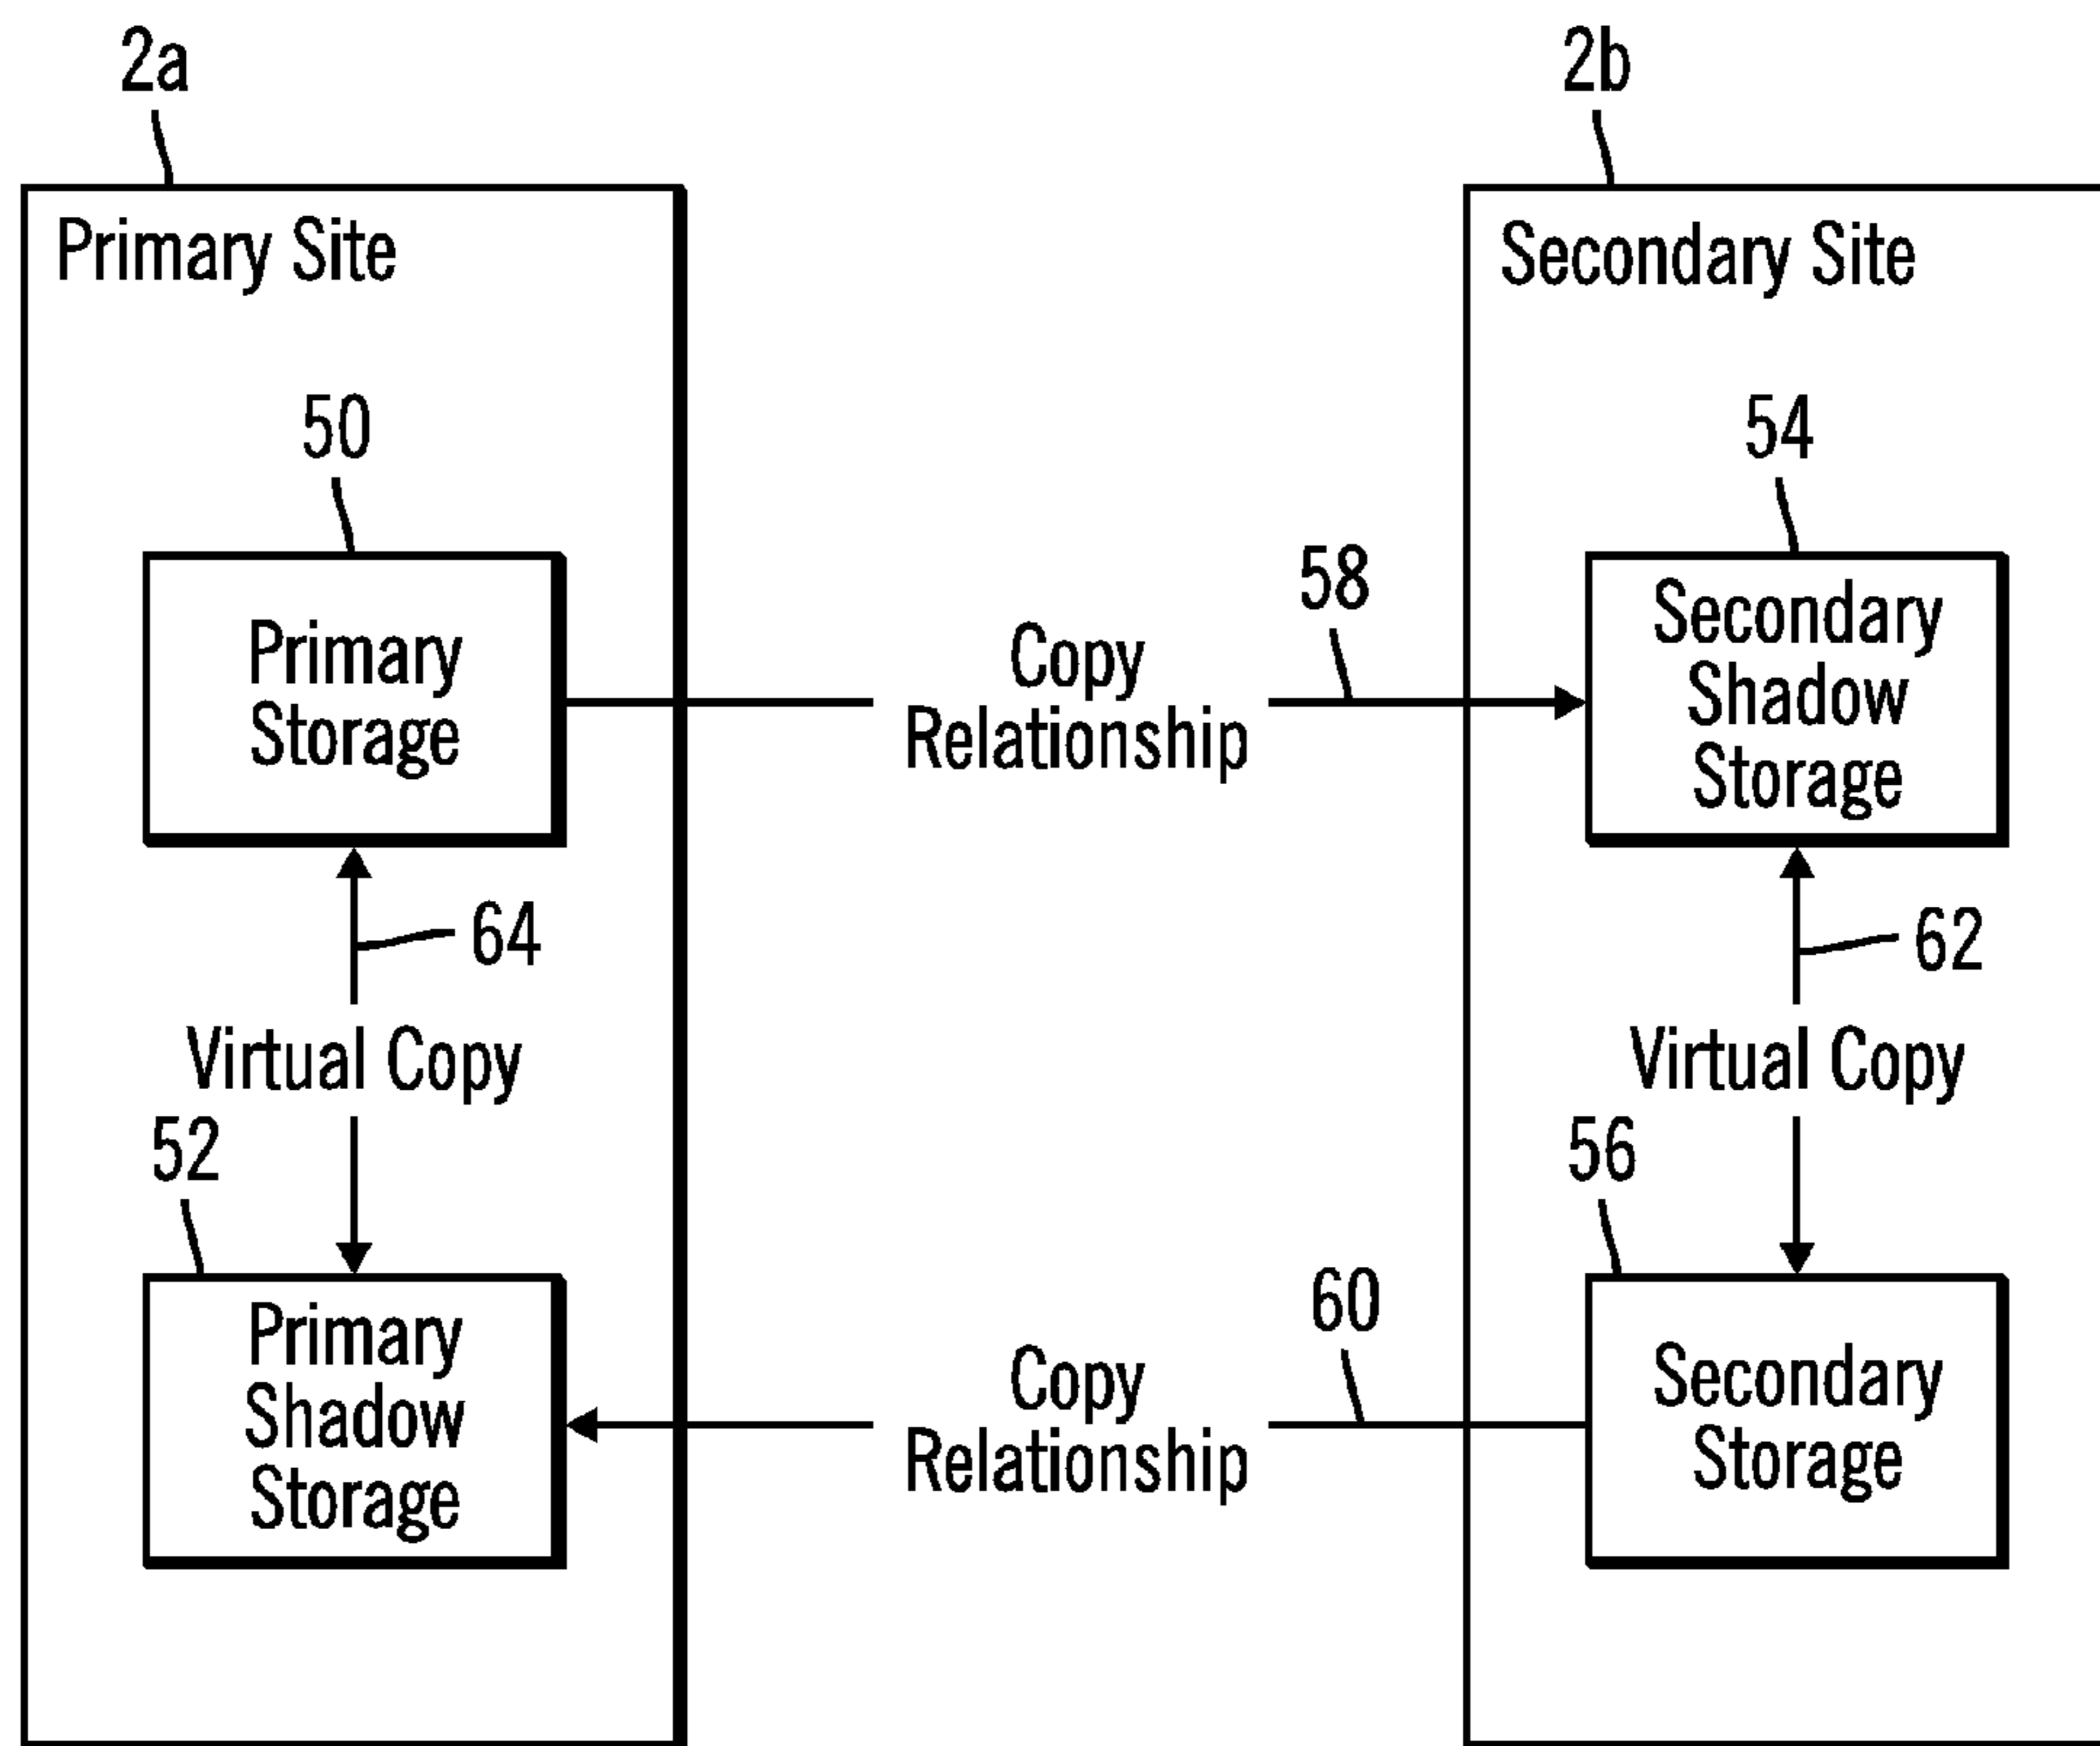 2a
2b
Primary Site
Secondary Site
50
54
58
Primary
Storage
Copy
Relationship
Secondary
Shadow
Storage
64
62
Virtual Copy
Virtual Copy
52
56
60
Primary
Shadow
Storage
Copy
Relationship
Secondary
Storage